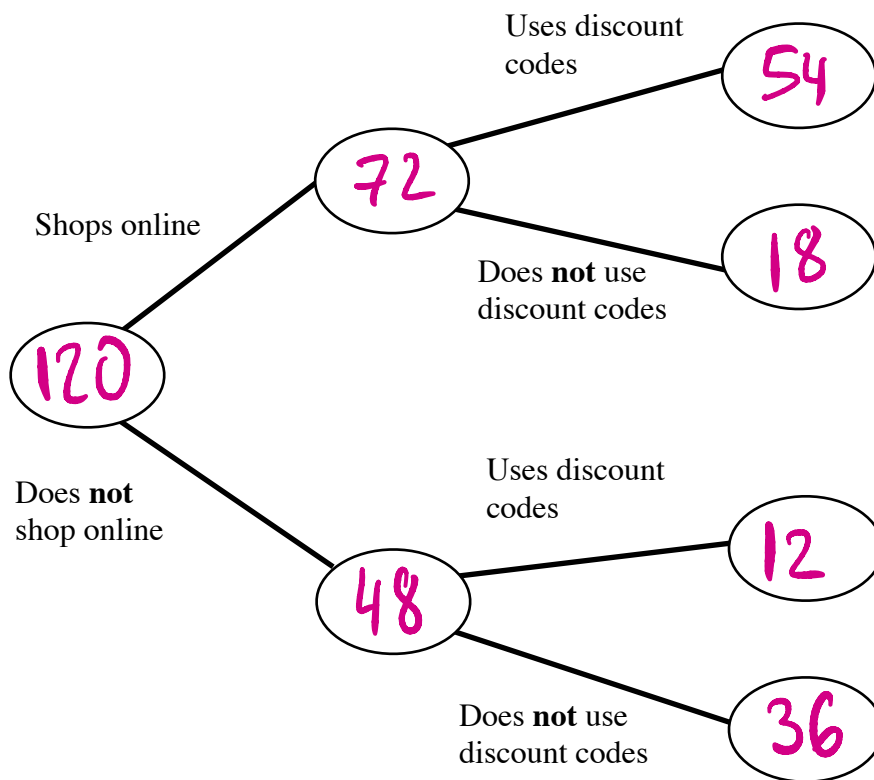 Uses discount
codes
54
72
Shops online
18
Does not use
discount codes
120
Does not
shop online
Uses discount
codes
12
48
Does not use
discount codes
36